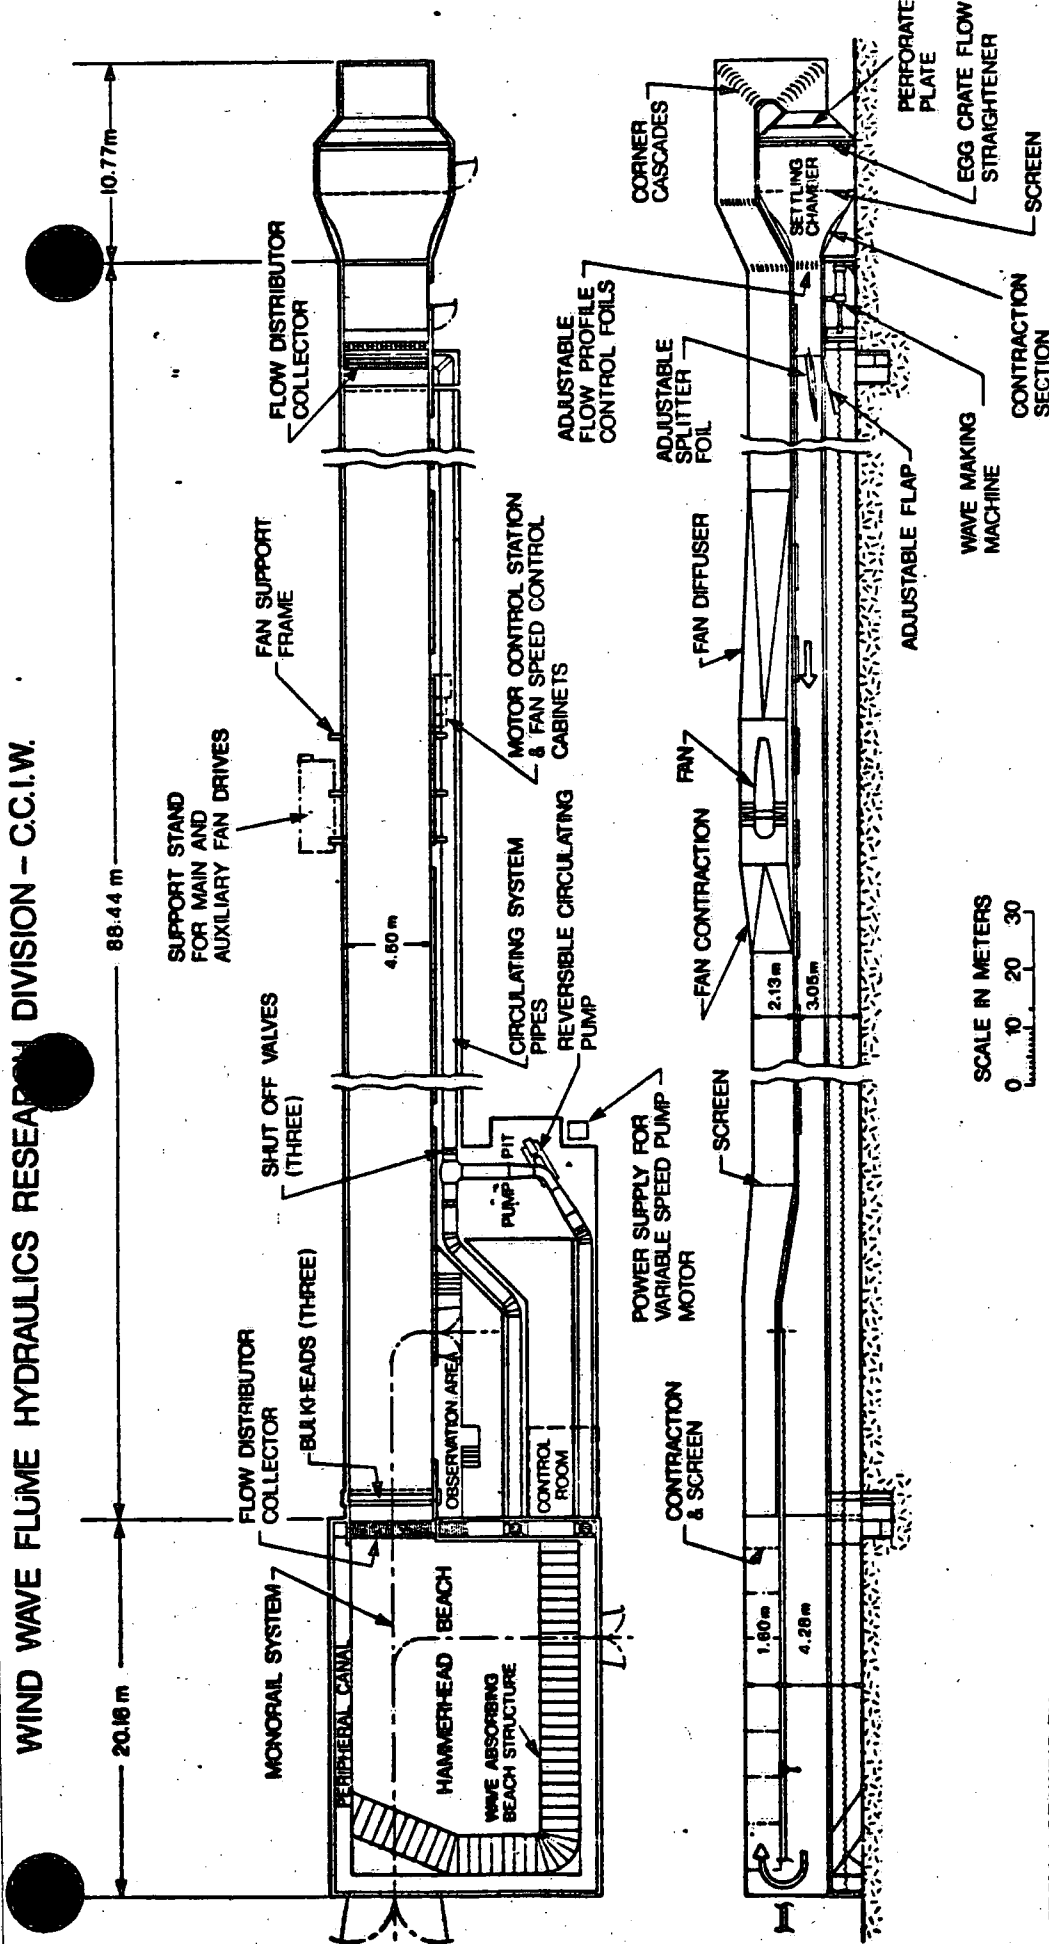 WIND WAVE FLUME HYDRAULICS RESEARCH DIVISION - C.C.I.W.
20.16 m
88.44 m
10.77m
SUPPORT STAND
FOR MAIN AND
AUXILIARY FAN DRIVES
FAN SUPPORT
FRAME
FLOW DISTRIBUTOR
COLLECTOR
MONORAIL SYSTEM
FLOW DISTRIBUTOR
COLLECTOR
BULKHEADS (THREE)
SHUT OFF VALVES
(THREE)
4.60 m
PERIPHERAL CANAL
HAMMERHEAD BEACH
WAVE ABSORBING
BEACH STRUCTURE
OBSERVATION AREA
CONTROL
ROOM
PUMP PIT
CIRCULATING SYSTEM
PIPES
REVERSIBLE CIRCULATING
PUMP
MOTOR CONTROL STATION
& FAN SPEED CONTROL
CABINETS
POWER SUPPLY FOR
VARIABLE SPEED PUMP
MOTOR
ADJUSTABLE
FLOW PROFILE
CONTROL FOILS
ADJUSTABLE
SPLITTER
FOIL
CORNER
CASCADES
CONTRACTION
& SCREEN
SCREEN
FAN CONTRACTION
FAN
FAN DIFFUSER
1.60m
4.28m
2.13m
3.05m
SETTLING
CHAMBER
PERFORATE
PLATE
EGG CRATE FLOW
STRAIGHTENER
SCREEN
CONTRACTION
SECTION
WAVE MAKING
MACHINE
ADJUSTABLE FLAP
SCALE IN METERS
0 10 20 30